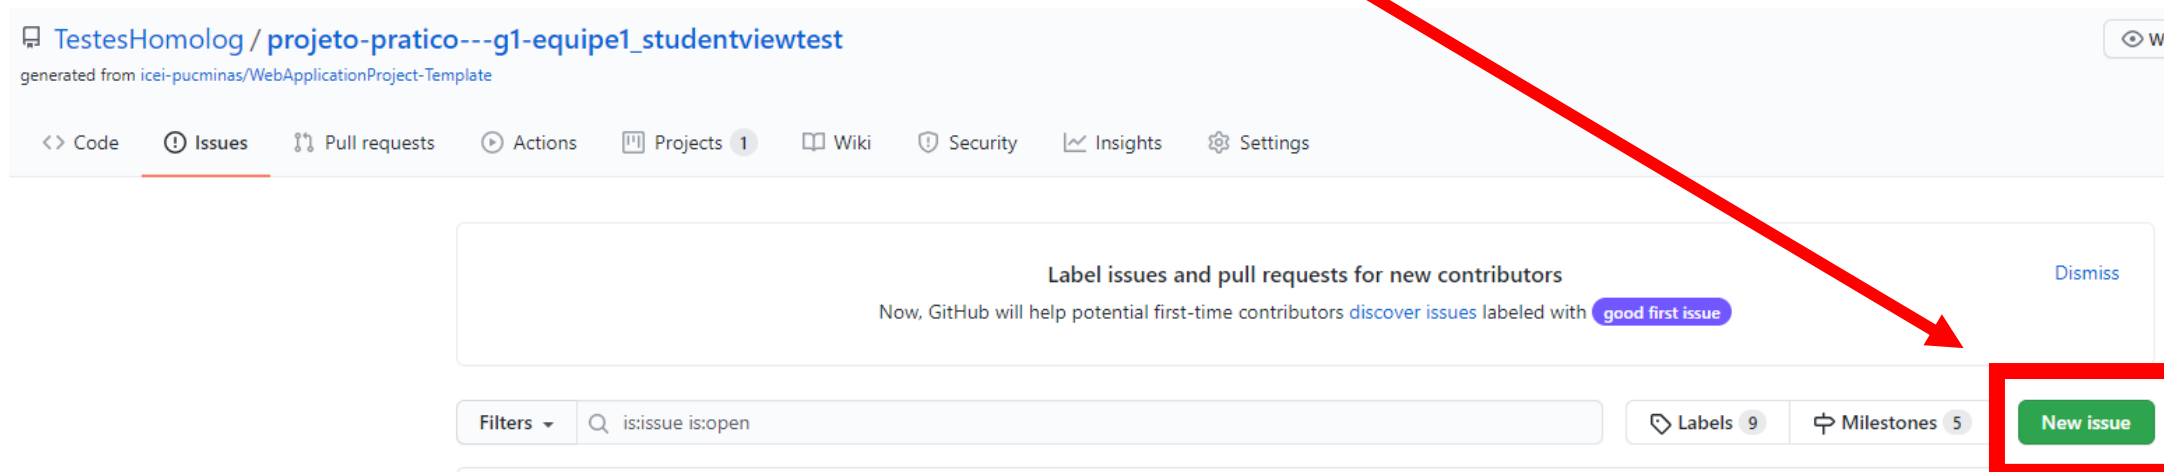 TestesHomolog / projeto-pratico---g1-equipe1_studentviewtest
generated from icei-pucminas/WebApplicationProject-Template
Code Issues Pull requests Actions Projects 1 Wiki Security Insights Settings
Label issues and pull requests for new contributors
Dismiss
Now, GitHub will help potential first-time contributors discover issues labeled with good first issue
Filters is:issue is:open Labels 9 Milestones 5 New issue